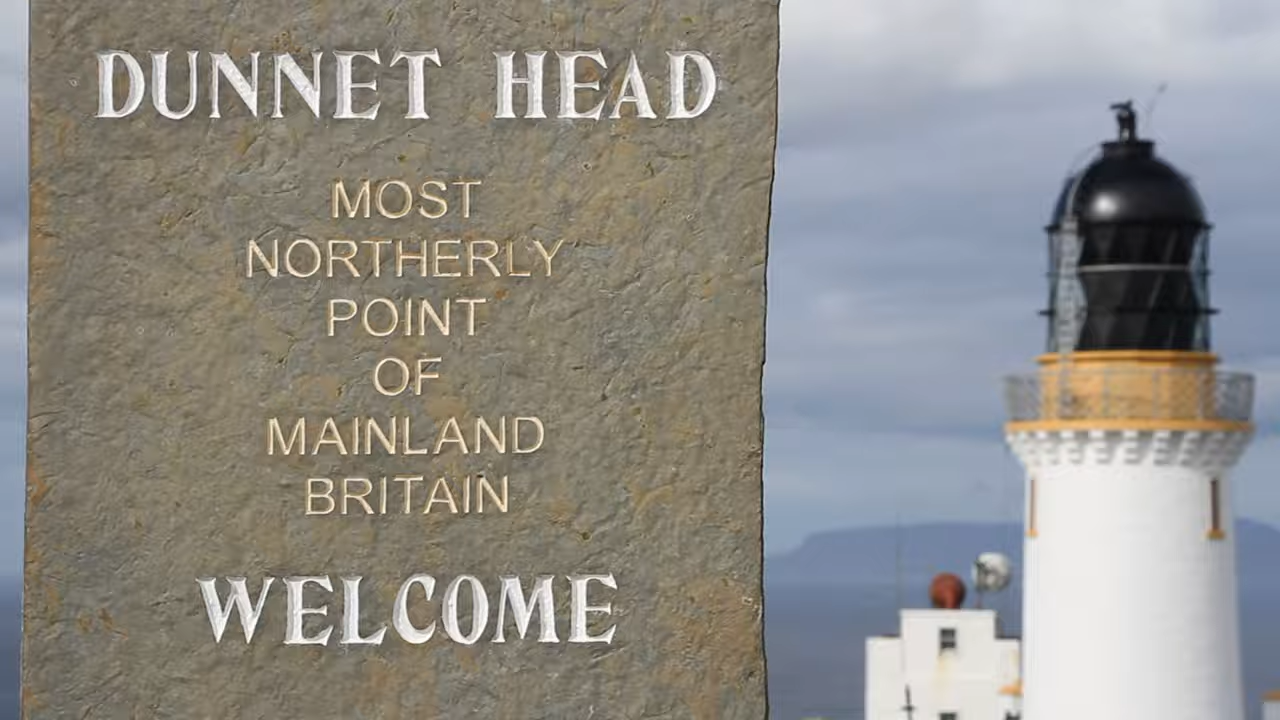 DUNNET HEAD
MOST
NORTHERLY
POINT
OF
MAINLAND
BRITAIN
WELCOME